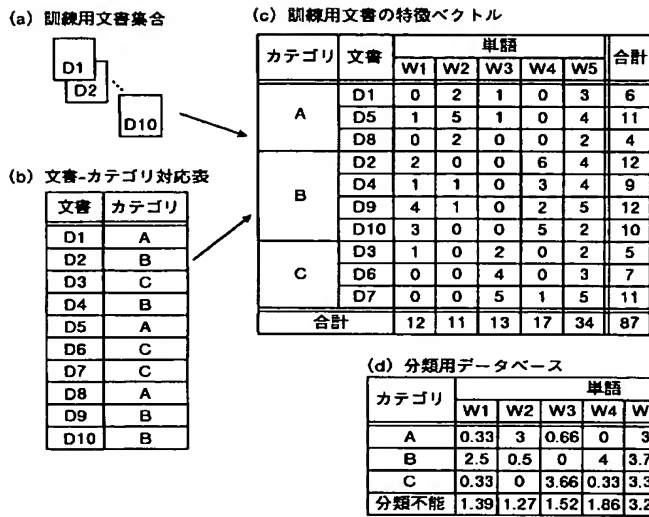 (a) 訓練用文書集合
D1
D2
D10
(b) 文書-カテゴリ対応表
文書 カテゴリ
D1 A
D2 B
D3 C
D4 B
D5 A
D6 C
D7 C
D8 A
D9 B
D10 B
(c) 訓練用文書の特徴ベクトル
カテゴリ 文書 単語 合計
W1 W2 W3 W4 W5
A D1 0 2 1 0 3 6
D5 1 5 1 0 4 11
D8 0 2 0 0 2 4
B D2 2 0 0 6 4 12
D4 1 1 0 3 4 9
D9 4 1 0 2 5 12
D10 3 0 0 5 2 10
C D3 1 0 2 0 2 5
D6 0 0 4 0 3 7
D7 0 0 5 1 5 11
合計 12 11 13 17 34 87
(d) 分類用データベース
カテゴリ 単語
W1 W2 W3 W4
A 0.33 3 0.66 0 3
B 2.5 0.5 0 4 3.7
C 0.33 0 3.66 0.33 3.3
分類不能 1.39 1.27 1.52 1.86 3.2